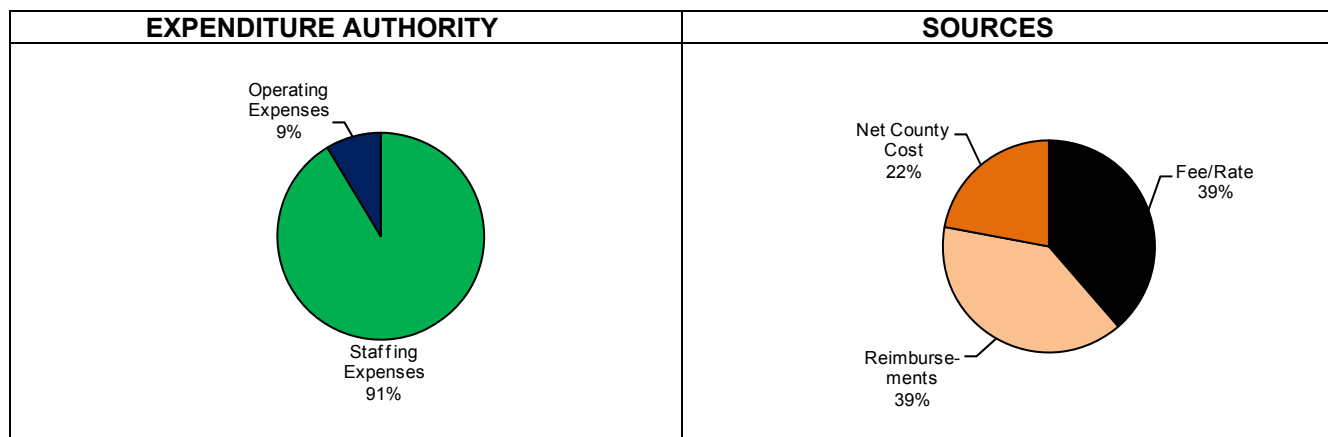 EXPENDITURE AUTHORITY
SOURCES
Operating
Expenses
9%
Staffing
Expenses
91%
Net County
Cost
22%
Fee/Rate
39%
Reimburse-
ments
39%